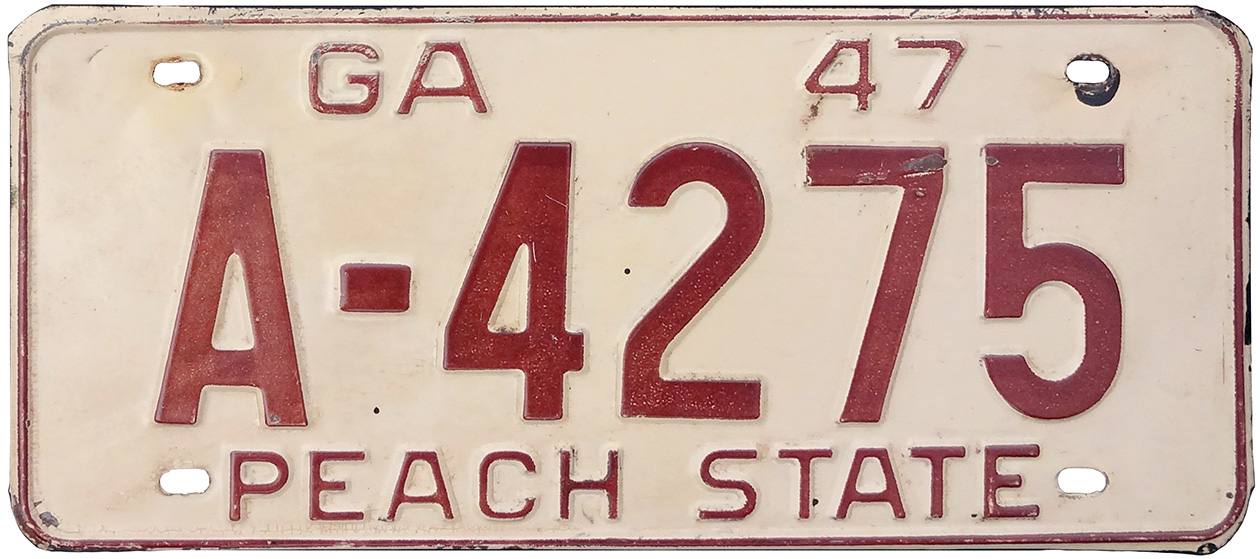 GA 47
A-4275
PEACH STATE